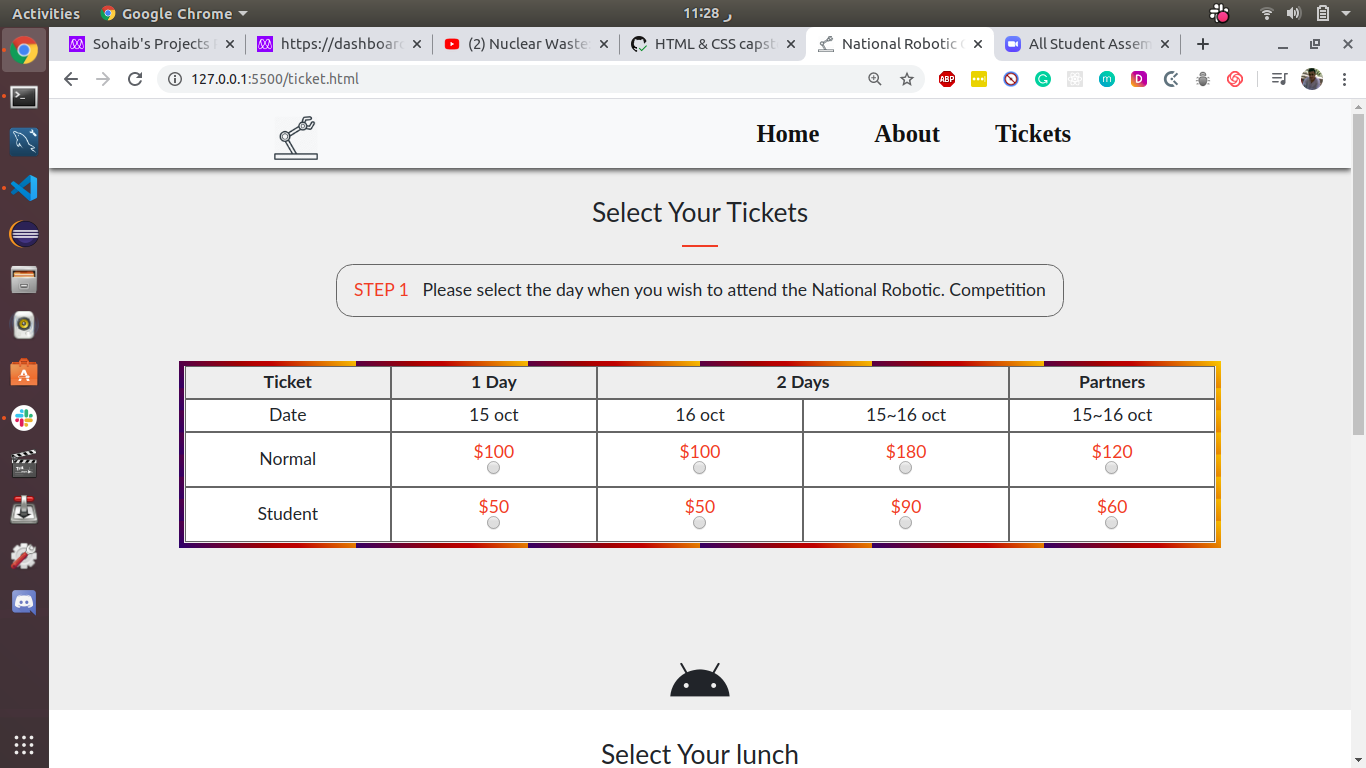 Activities Google Chrome 11:28 ر
Sohaib's Projects https://dashboard (2) Nuclear Waste: HTML & CSS capst National Robotic All Student Assem
127.0.0.1:5500/ticket.html
Home About Tickets
Select Your Tickets
STEP 1 Please select the day when you wish to attend the National Robotic. Competition
Ticket 1 Day 2 Days Partners
Date 15 oct 16 oct 15~16 oct 15~16 oct
Normal $100 $100 $180 $120
Student $50 $50 $90 $60
Select Your lunch